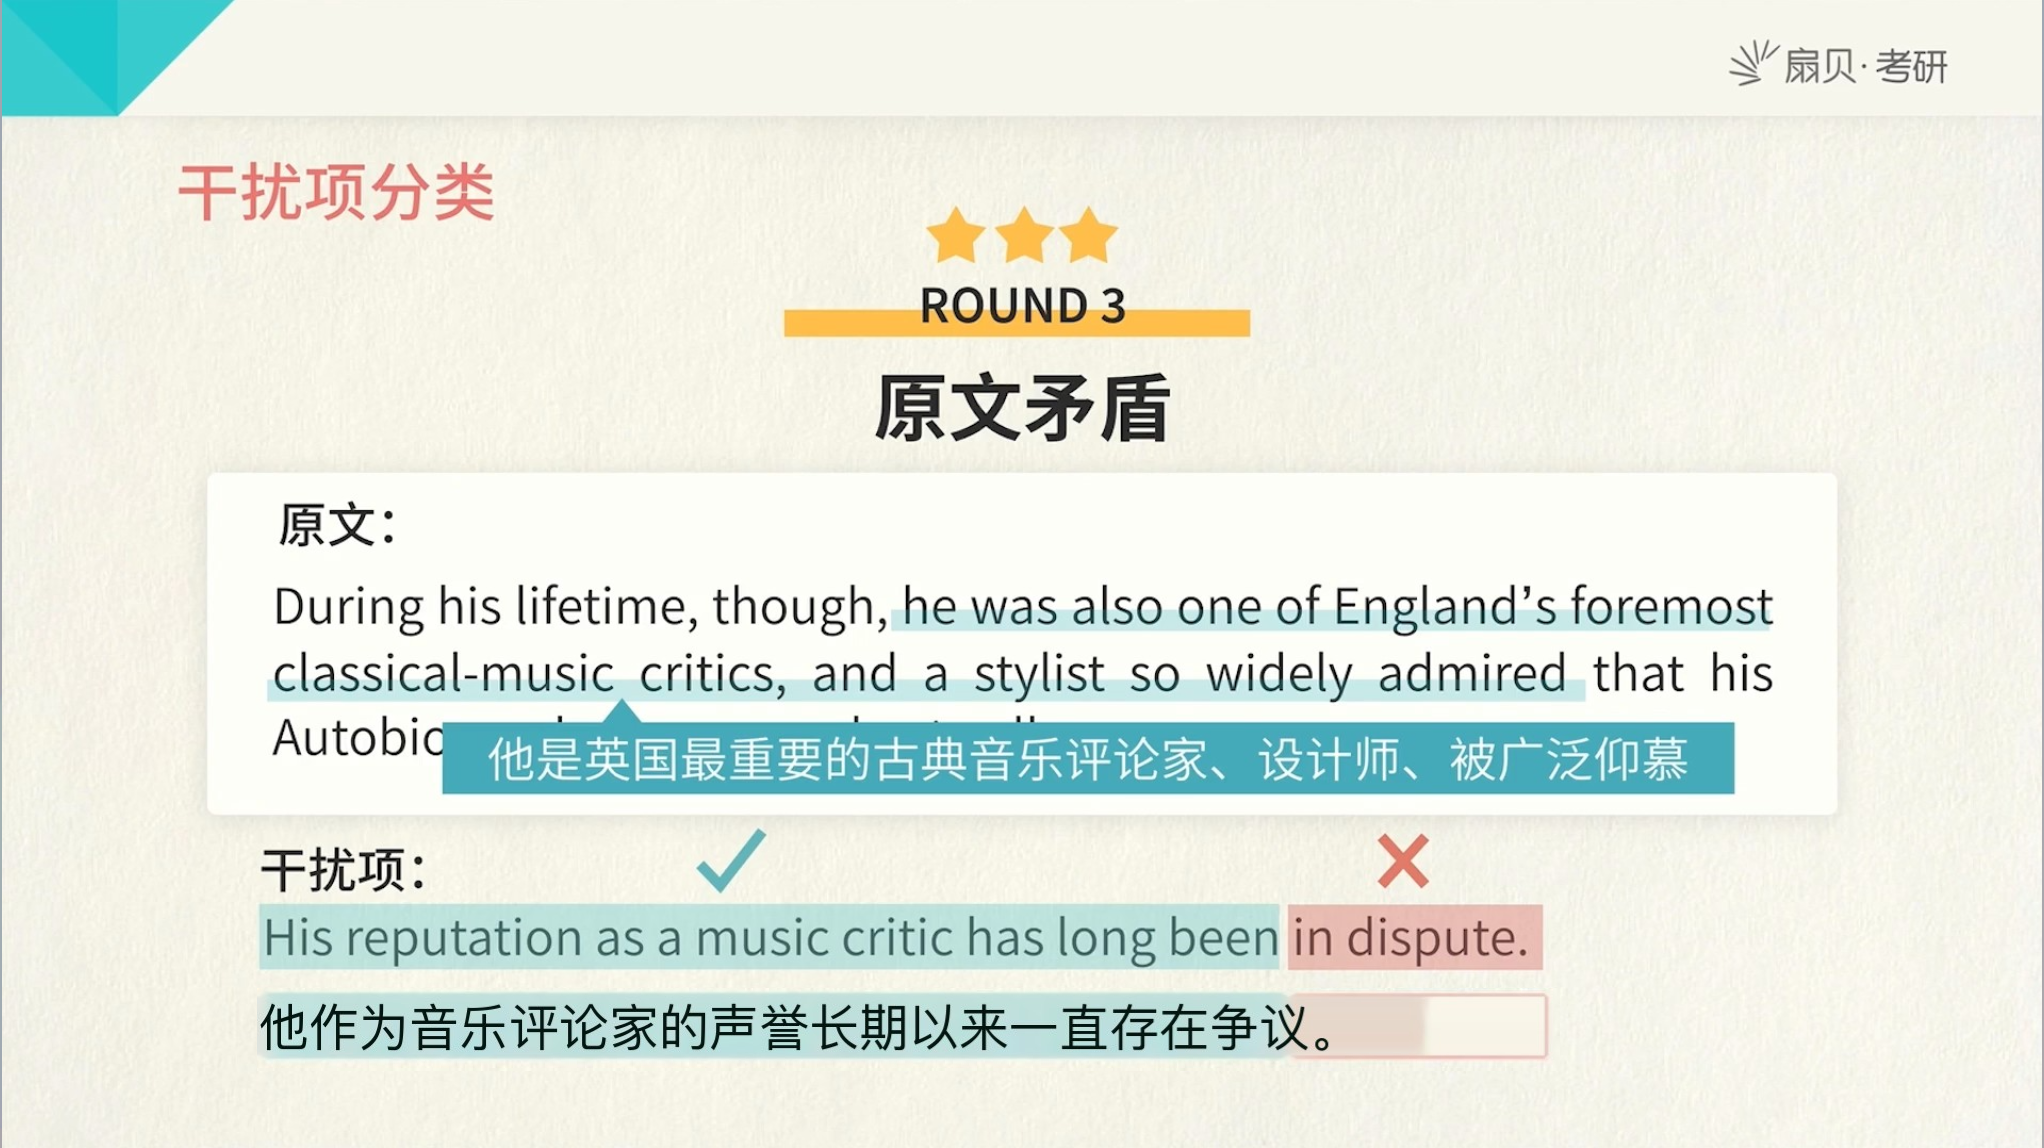 扇贝·考研
干扰项分类
ROUND 3
原文矛盾
原文：
During his lifetime, though, he was also one of England’s foremost
classical-music critics, and a stylist so widely admired that his
他是英国最重要的古典音乐评论家、设计师、被广泛仰慕
干扰项：
His reputation as a music critic has long been in dispute.
他作为音乐评论家的声誉长期以来一直存在争议。